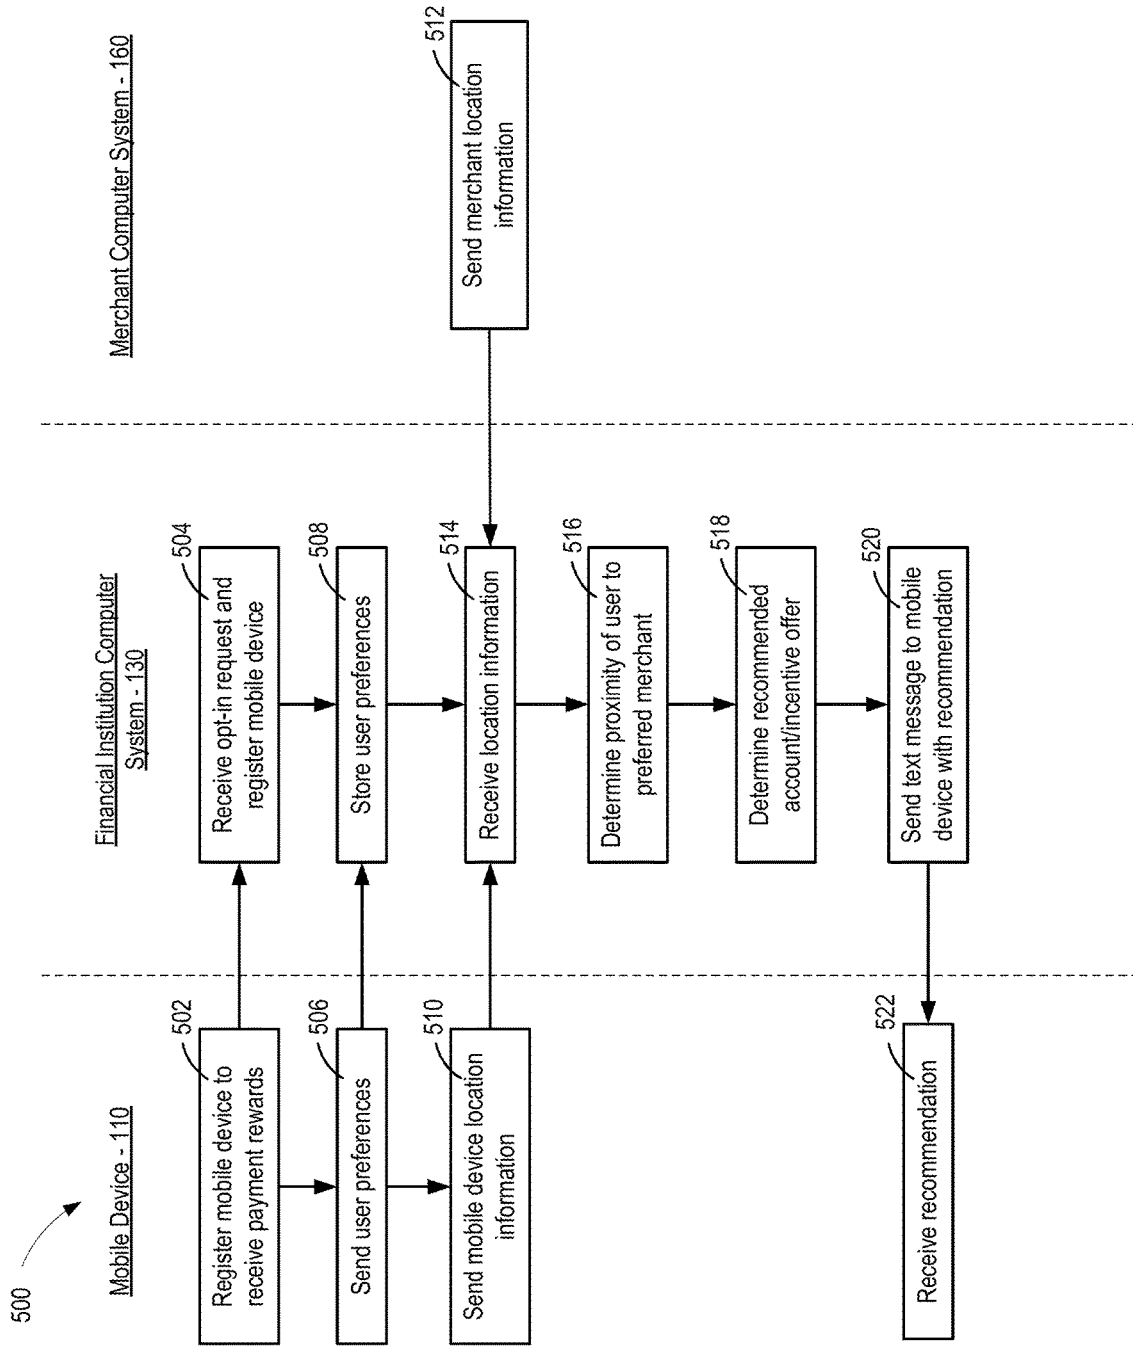 500
Mobile Device - 110
Financial Institution Computer
System - 130
Merchant Computer System - 160
502
Register mobile device to
receive payment rewards
504
Receive opt-in request and
register mobile device
506
Send user preferences
508
Store user preferences
510
Send mobile device location
information
514
Receive location information
512
Send merchant location
information
516
Determine proximity of user to
preferred merchant
518
Determine recommended
account/incentive offer
520
Send text message to mobile
device with recommendation
522
Receive recommendation